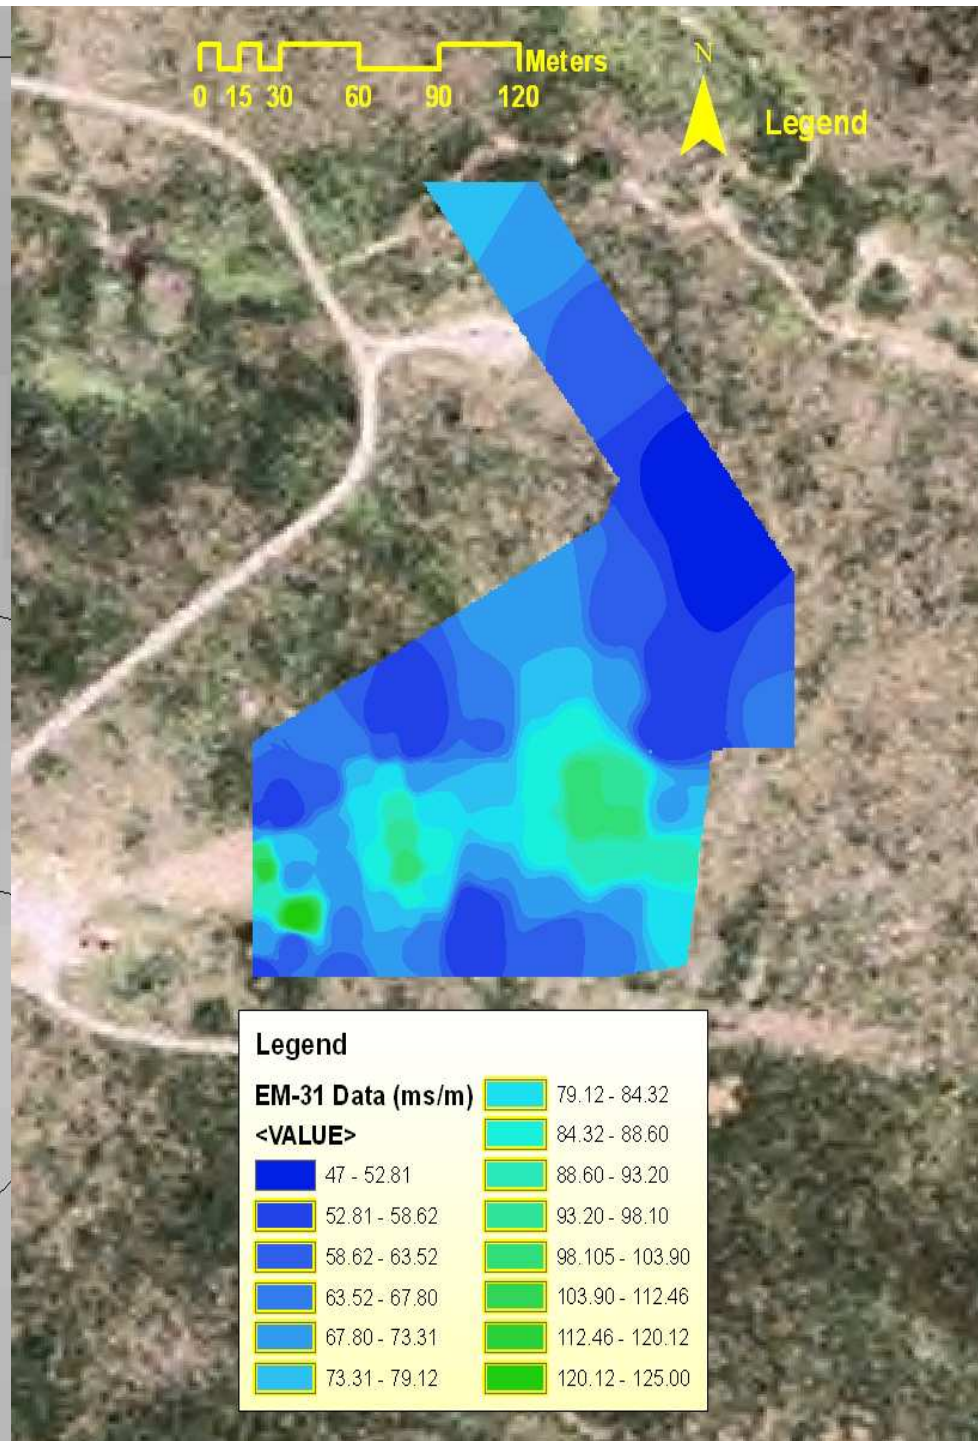 Meters
0 15 30 60 90 120
N
Legend
Legend
EM-31 Data (ms/m)
<VALUE>
47 - 52.81
52.81 - 58.62
58.62 - 63.52
63.52 - 67.80
67.80 - 73.31
73.31 - 79.12
79.12 - 84.32
84.32 - 88.60
88.60 - 93.20
93.20 - 98.10
98.105 - 103.90
103.90 - 112.46
112.46 - 120.12
120.12 - 125.00